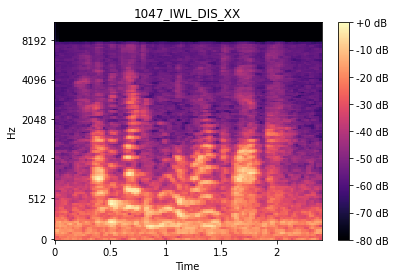 1047_IWL_DIS_XX
+0 dB
8192
-10 dB
4096
-20 dB
-30 dB
2048
Hz
-40 dB
1024
-50 dB
512
-60 dB
-70 dB
0
-80 dB
0
0.5
1
1.5
2
Time